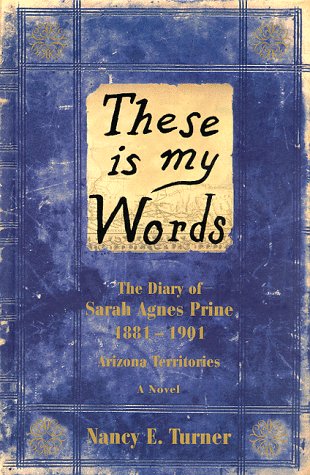 These
is my
Words
The Diary of
Sarah Agnes Prine
1881–1901
Arizona Territories
A Novel
Nancy E. Turner